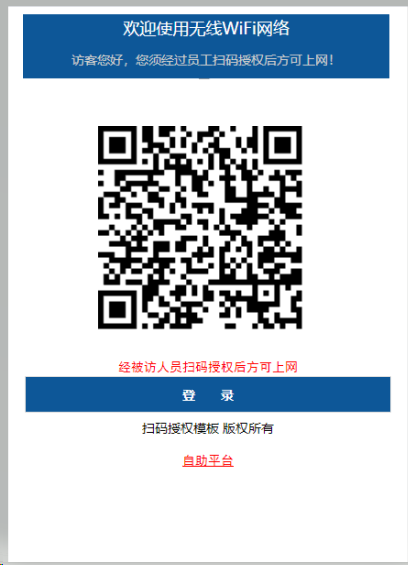 欢迎使用无线WiFi网络
访客您好，您须经过员工扫码授权后方可上网！
经被访人员扫码授权后方可上网
登 录
扫码授权模板 版权所有
自助平台